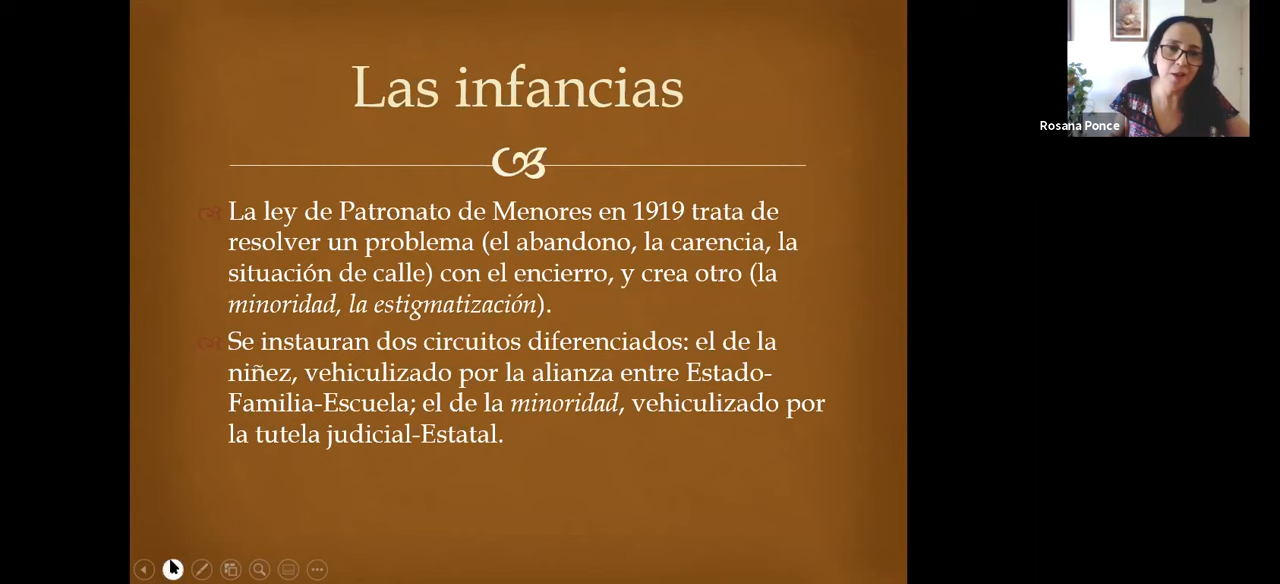 Las infancias
La ley de Patronato de Menores en 1919 trata de
resolver un problema (el abandono, la carencia, la
situación de calle) con el encierro, y crea otro (la
minoridad, la estigmatización).
Se instauran dos circuitos diferenciados: el de la
niñez, vehiculizado por la alianza entre Estado-
Familia-Escuela; el de la minoridad, vehiculizado por
la tutela judicial-Estatal.
Rosana Ponce